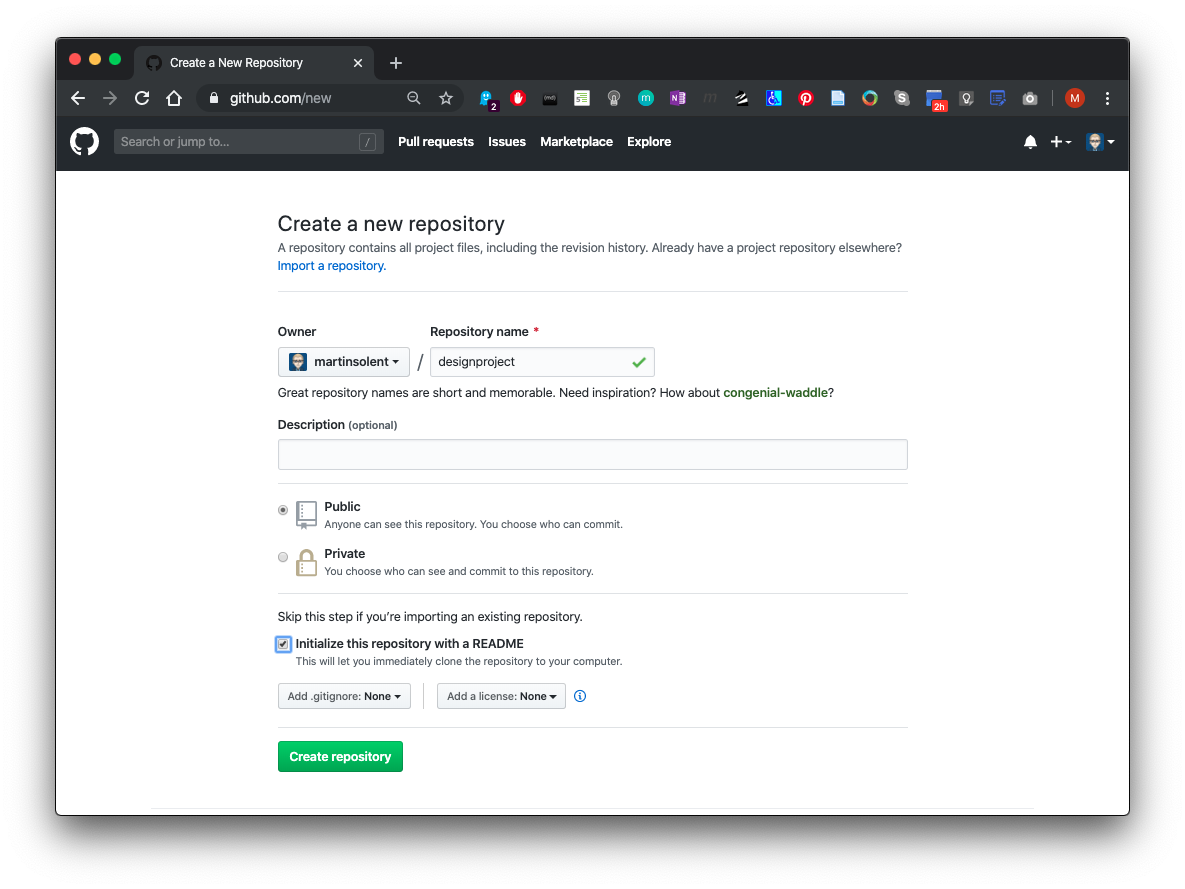 Create a New Repository
github.com/new
2
2h
M
Search or jump to...
/
Pull requests
Issues
Marketplace
Explore
Create a new repository
A repository contains all project files, including the revision history. Already have a project repository elsewhere?
Import a repository.
Owner
Repository name *
martinsolent
/
designproject
Great repository names are short and memorable. Need inspiration? How about congenial-waddle?
Description (optional)
Public
Anyone can see this repository. You choose who can commit.
Private
You choose who can see and commit to this repository.
Skip this step if you’re importing an existing repository.
Initialize this repository with a README
This will let you immediately clone the repository to your computer.
Add .gitignore: None
Add a license: None
Create repository